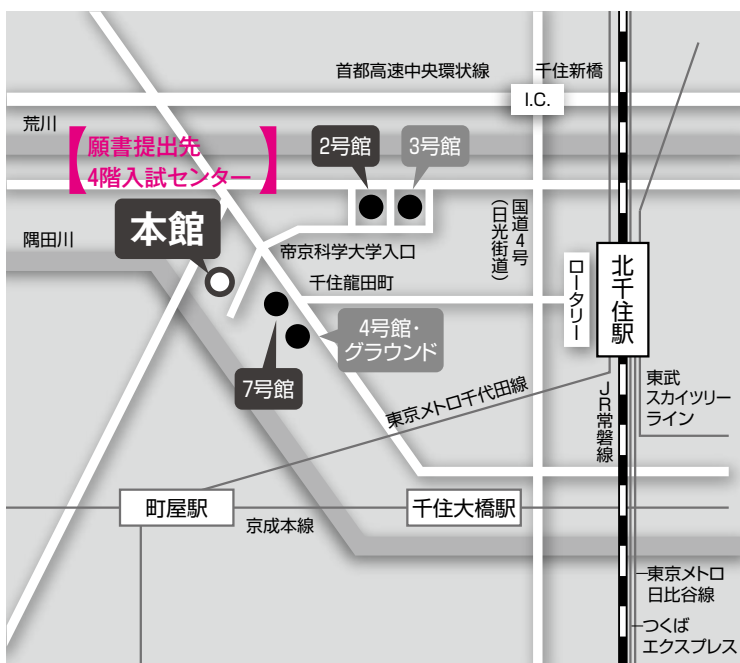 首都高速中央環状線
千住新橋
I.C.
荒川
【願書提出先
4階入試センター】
2号館
3号館
本館
隅田川
帝京科学大学入口
国道4号
(日光街道)
千住龍田町
ロータリー
北千住駅
4号館・
グラウンド
7号館
東京メトロ千代田線
JR常磐線
東武
スカイツリー
ライン
町屋駅
千住大橋駅
京成本線
東京メトロ
日比谷線
つくば
エクスプレス